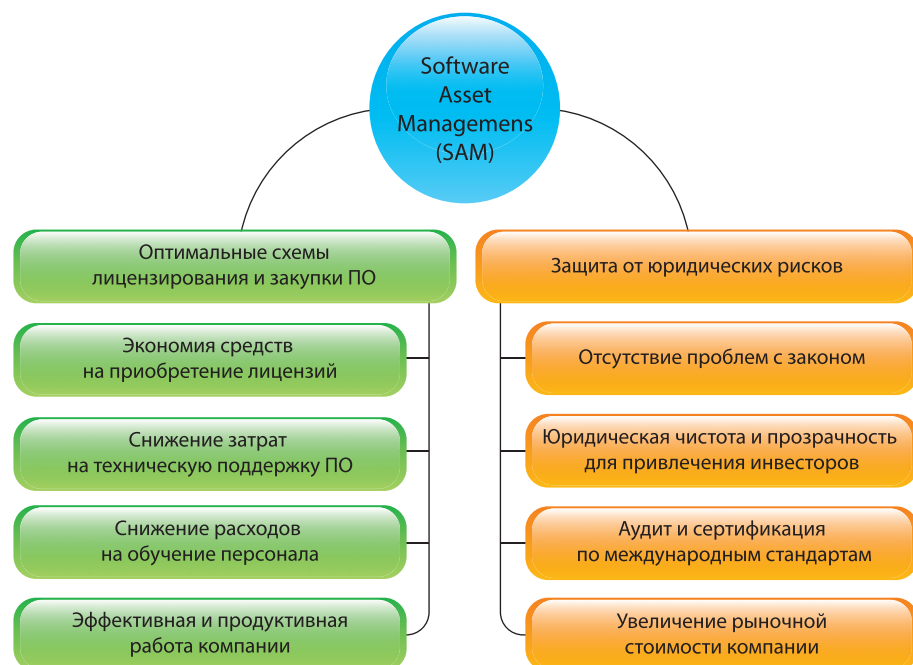 Software
Asset
Managemens
(SAM)
Оптимальные схемы
лицензирования и закупки ПО
Экономия средств
на приобретение лицензий
Снижение затрат
на техническую поддержку ПО
Снижение расходов
на обучение персонала
Эффективная и продуктивная
работа компании
Защита от юридических рисков
Отсутствие проблем с законом
Юридическая чистота и прозрачность
для привлечения инвесторов
Аудит и сертификация
по международным стандартам
Увеличение рыночной
стоимости компании